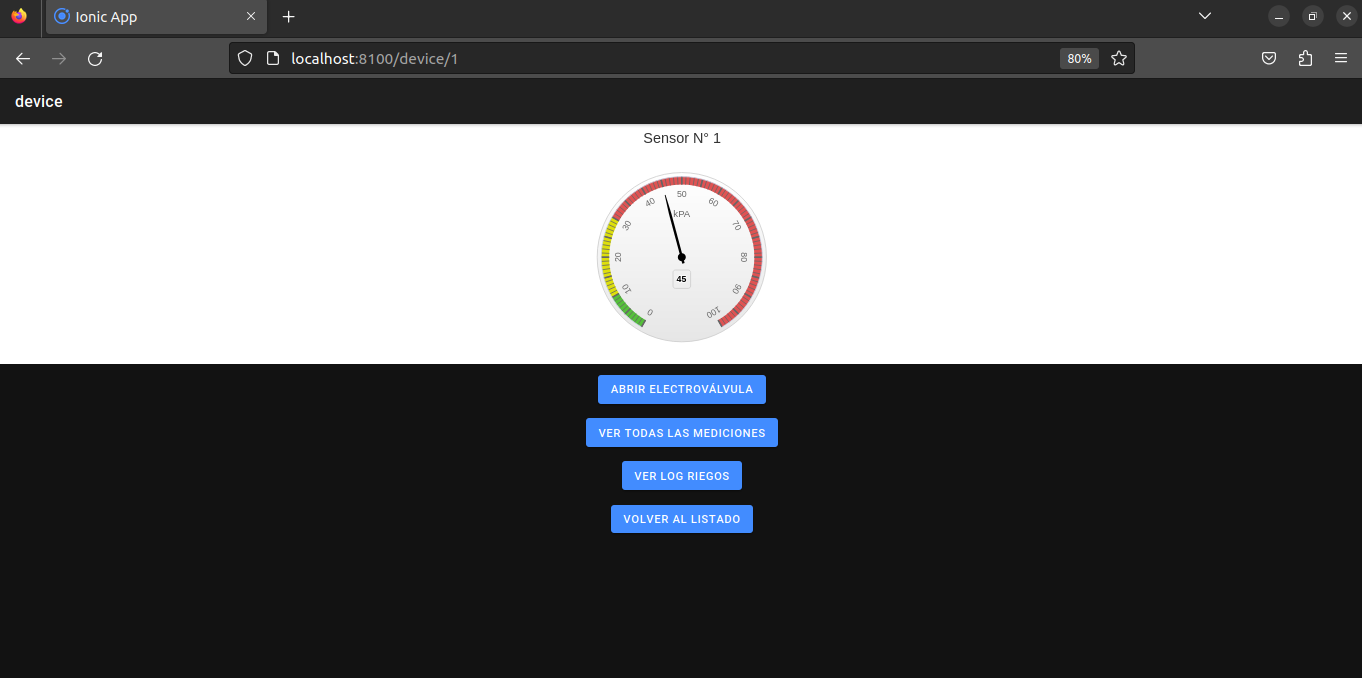 Ionic App
localhost:8100/device/1
80%
device
Sensor N° 1
0
10
20
30
40
50
60
70
80
90
100
kPA
45
ABRIR ELECTROVÁLVULA
VER TODAS LAS MEDICIONES
VER LOG RIEGOS
VOLVER AL LISTADO